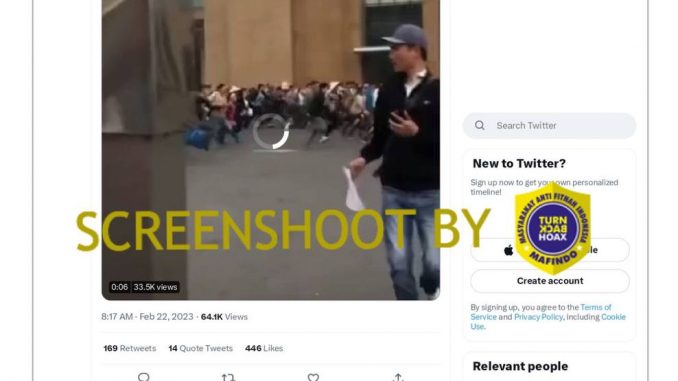 Search Twitter
New to Twitter?
Sign up now to get your own personalized
timeline!
SCREENSHOOT BY
MASYARAKAT ANTI FITNAH INDONESIA
TURN
BACK
HOAX
MAFINDO
Create account
By signing up, you agree to the Terms of
Service and Privacy Policy, including Cookie
Use.
0:06 33.5K views
8:17 AM · Feb 22, 2023 · 64.1K Views
169 Retweets 14 Quote Tweets 446 Likes
Relevant people